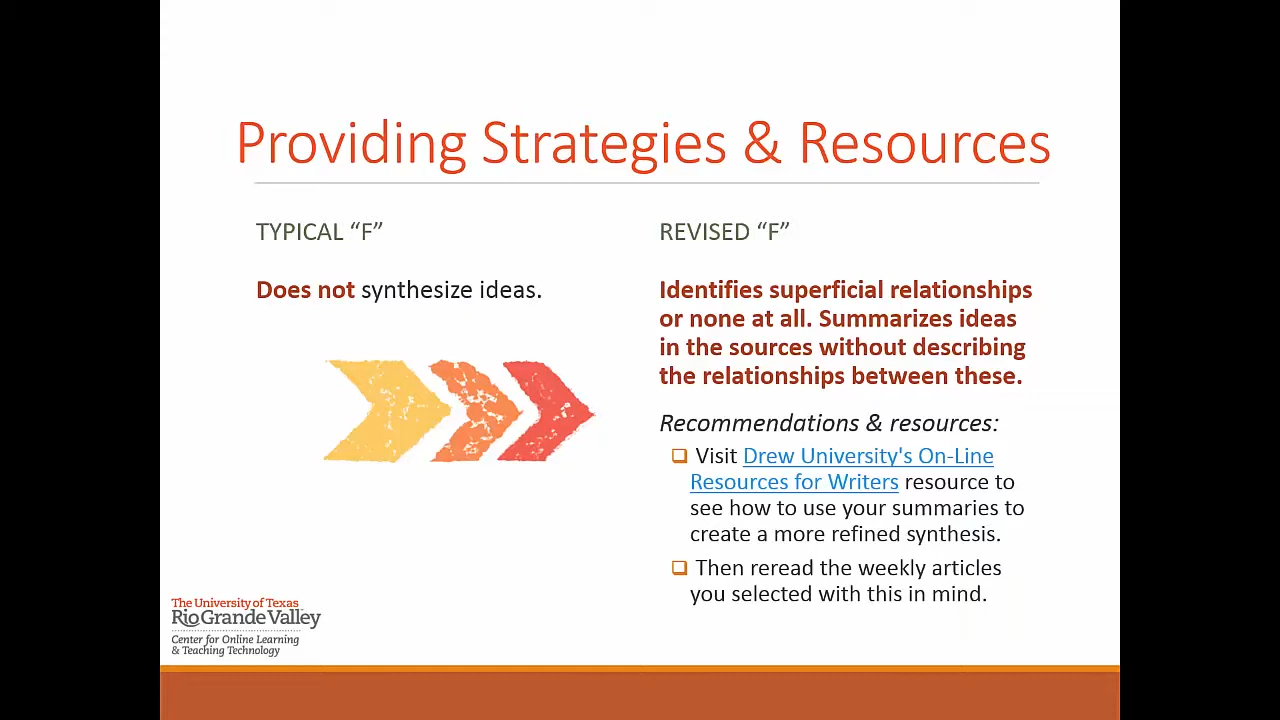 Providing Strategies & Resources
TYPICAL “F”
Does not synthesize ideas.
REVISED “F”
Identifies superficial relationships
or none at all. Summarizes ideas
in the sources without describing
the relationships between these.
Recommendations & resources:
Visit Drew University's On-Line
Resources for Writers resource to
see how to use your summaries to
create a more refined synthesis.
Then reread the weekly articles
you selected with this in mind.
The University of Texas
RioGrande Valley
Center for Online Learning
& Teaching Technology